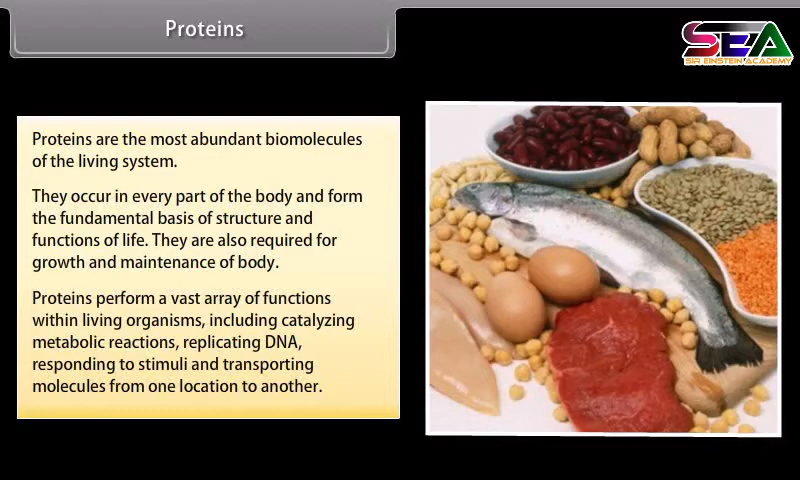 Proteins
SEA
SIR EINSTEIN ACADEMY
Proteins are the most abundant biomolecules
of the living system.
They occur in every part of the body and form
the fundamental basis of structure and
functions of life. They are also required for
growth and maintenance of body.
Proteins perform a vast array of functions
within living organisms, including catalyzing
metabolic reactions, replicating DNA,
responding to stimuli and transporting
molecules from one location to another.